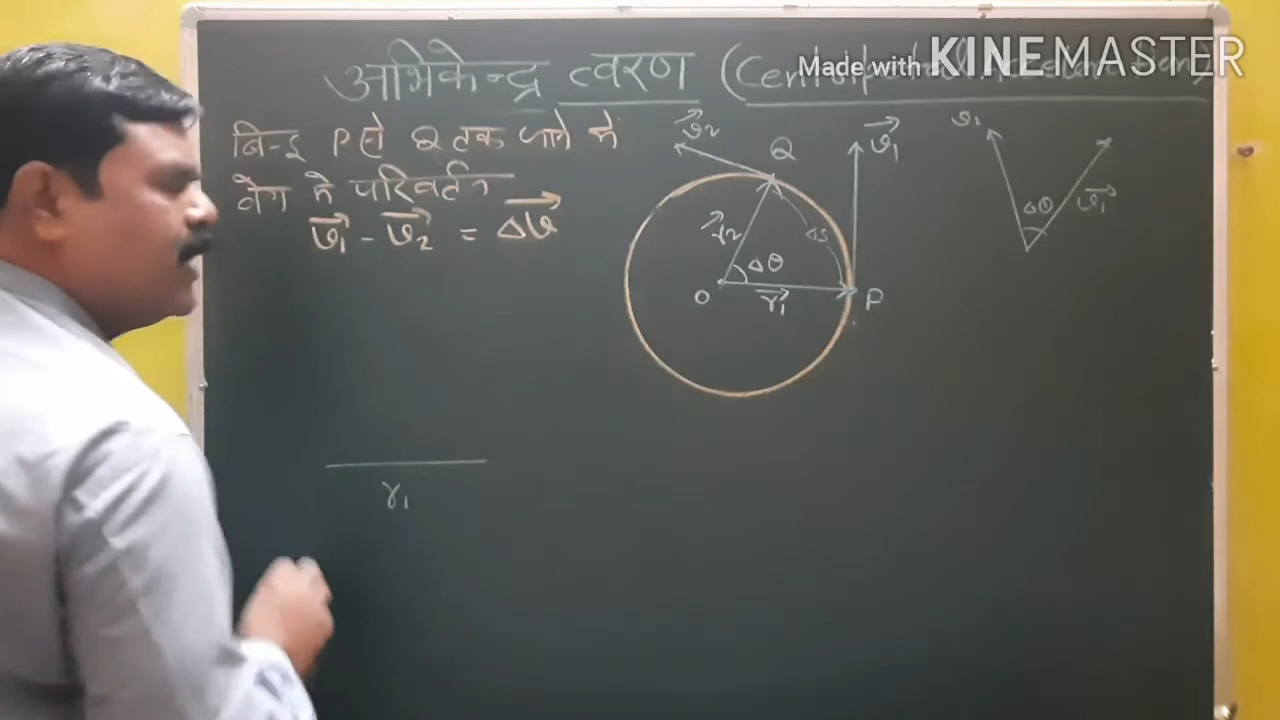 अभिकेन्द्र त्वरण (Centripetal
Made with KINEMASTER
बिन्दु P से Q तक जाने में
वेग में परिवर्तन
v₁ - v₂ = Δv
v₂
Q
v₁
r₂
Δs
Δθ
O
r₁
P
v₂
Δθ
v₁
r₁